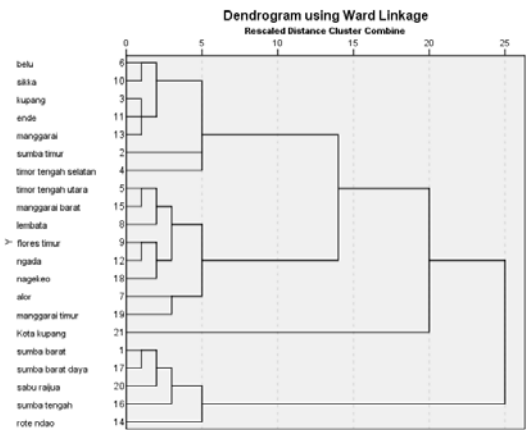 Dendrogram using Ward Linkage
Rescaled Distance Cluster Combine
0 5 10 15 20 25
belu 6
sikka 10
kupang 3
ende 11
manggarai 13
sumba timur 2
timor tengah selatan 4
timor tengah utara 5
manggarai barat 15
lembata 8
Y flores timur 9
ngada 12
nagekeo 18
alor 7
manggarai timur 19
Kota kupang 21
sumba barat 1
sumba barat daya 17
sabu raijua 20
sumba tengah 16
rote ndao 14